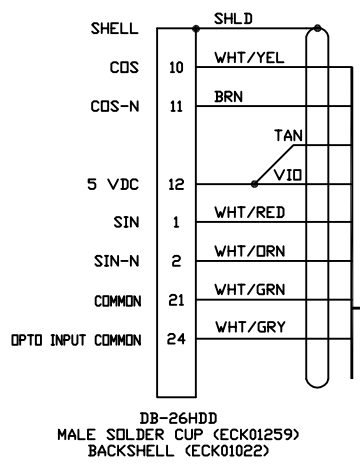 SHELL SHLD
COS 10 WHT/YEL
COS-N 11 BRN
TAN
5 VDC 12 VIO
SIN 1 WHT/RED
SIN-N 2 WHT/ORN
COMMON 21 WHT/GRN
OPTO INPUT COMMON 24 WHT/GRY
DB-26HDD
MALE SOLDER CUP (ECK01259)
BACKSHELL (ECK01022)